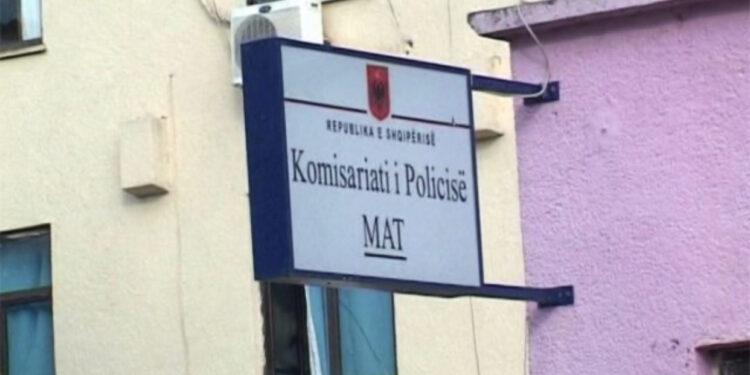 REPUBLIKA E SHQIPËRISË
Komisariati i Policisë
MAT